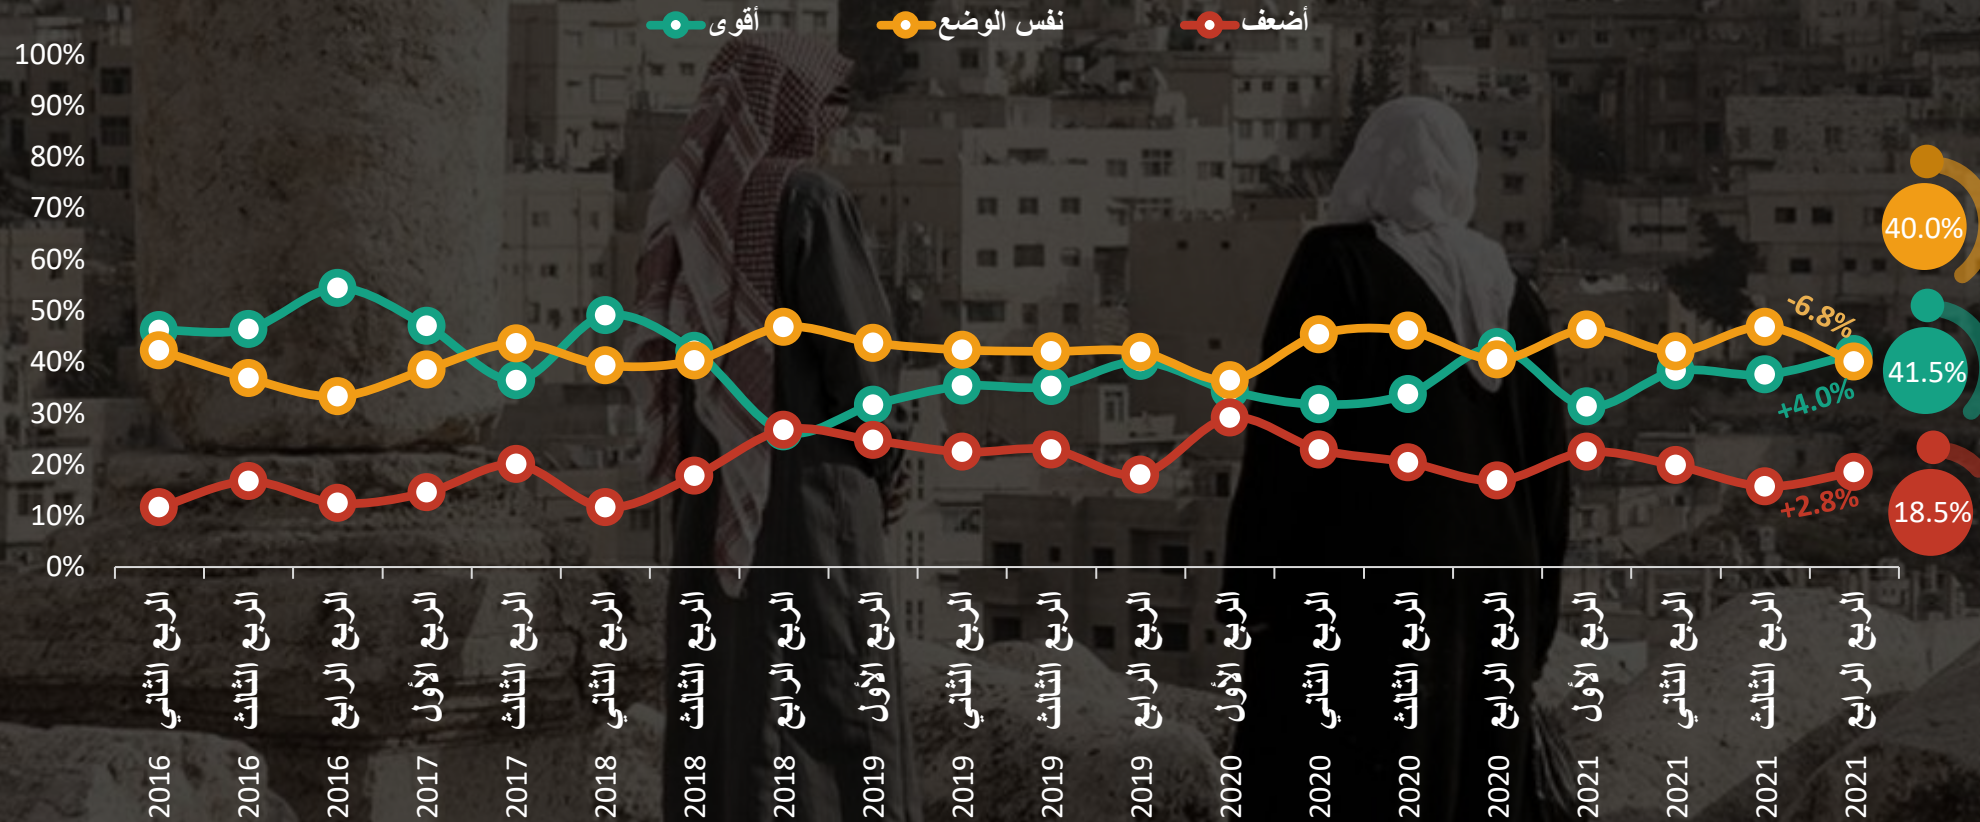 أقوى
نفس الوضع
أضعف
100%
90%
80%
70%
60%
50%
40%
30%
20%
10%
0%
-6.8%
+4.0%
+2.8%
40.0%
41.5%
18.5%
الربع الثاني 2016
الربع الثالث 2016
الربع الرابع 2016
الربع الأول 2017
الربع الثالث 2017
الربع الثاني 2018
الربع الثالث 2018
الربع الرابع 2018
الربع الأول 2019
الربع الثاني 2019
الربع الثالث 2019
الربع الرابع 2019
الربع الأول 2020
الربع الثاني 2020
الربع الثالث 2020
الربع الرابع 2020
الربع الأول 2021
الربع الثاني 2021
الربع الثالث 2021
الربع الرابع 2021